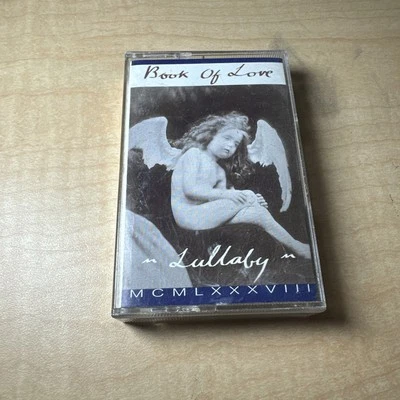 Book Of Love
~ Lullaby ~
MCMLXXXVIII